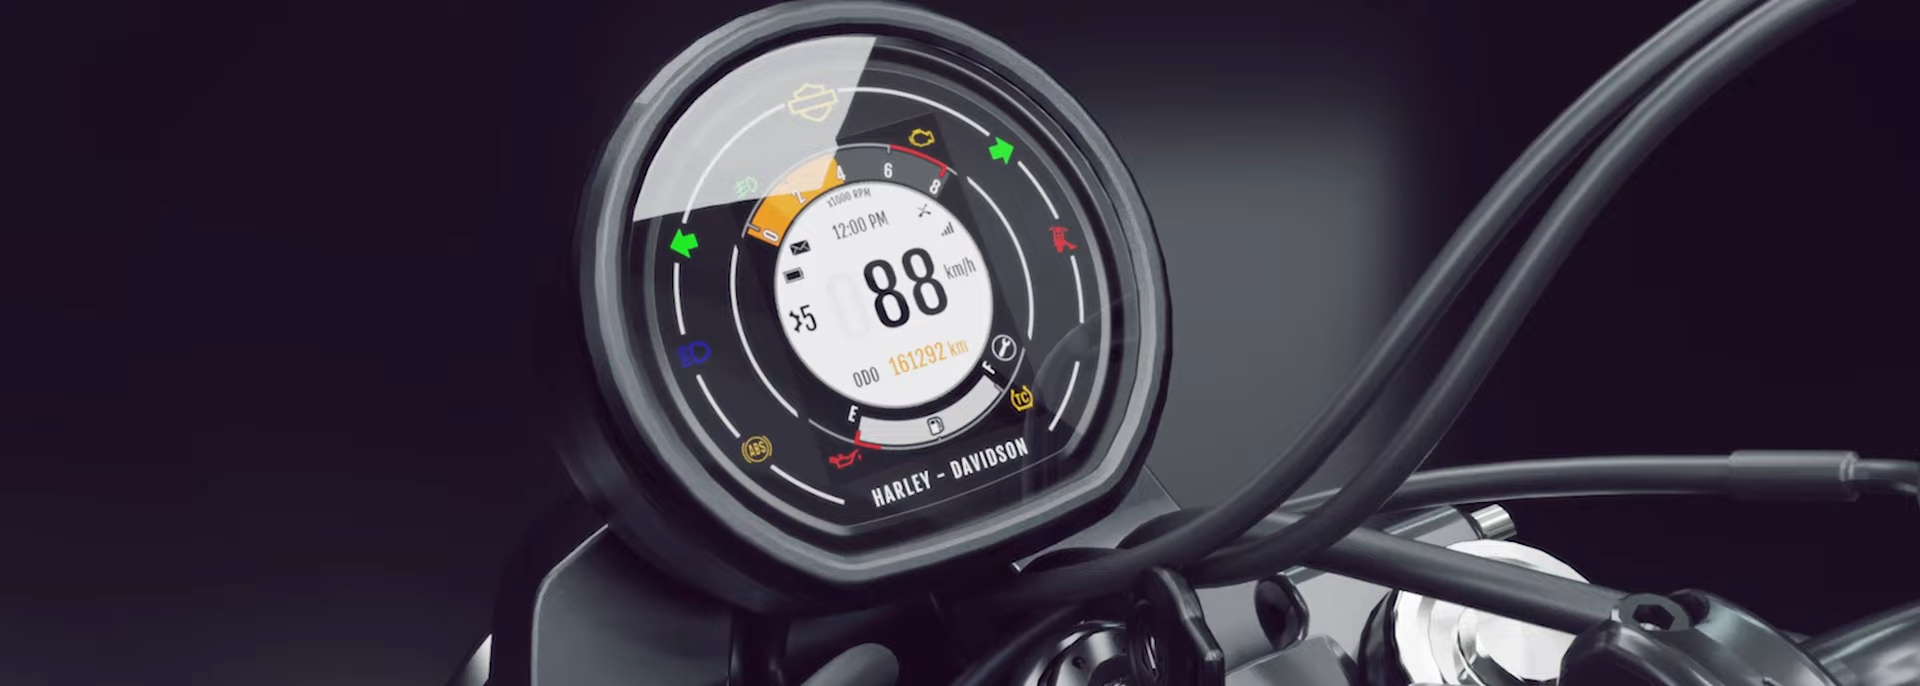 0 2 4 6 8
x1000 RPM
12:00 PM
88 km/h
5
ODO 161292 km
E F
TC
ABS
HARLEY - DAVIDSON